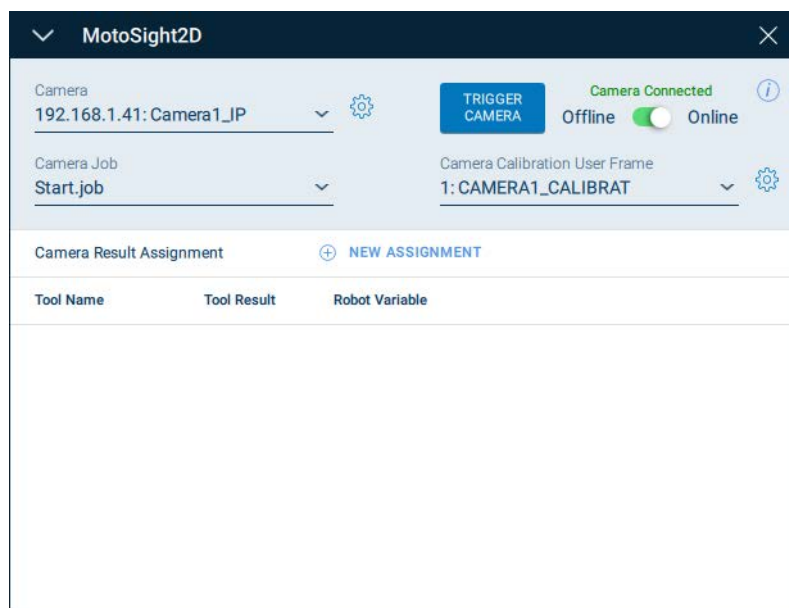 MotoSight2D
Camera
192.168.1.41: Camera1_IP
TRIGGER
CAMERA
Camera Connected
Offline
Online
Camera Job
Start.job
Camera Calibration User Frame
1: CAMERA1_CALIBRAT
Camera Result Assignment
NEW ASSIGNMENT
Tool Name
Tool Result
Robot Variable